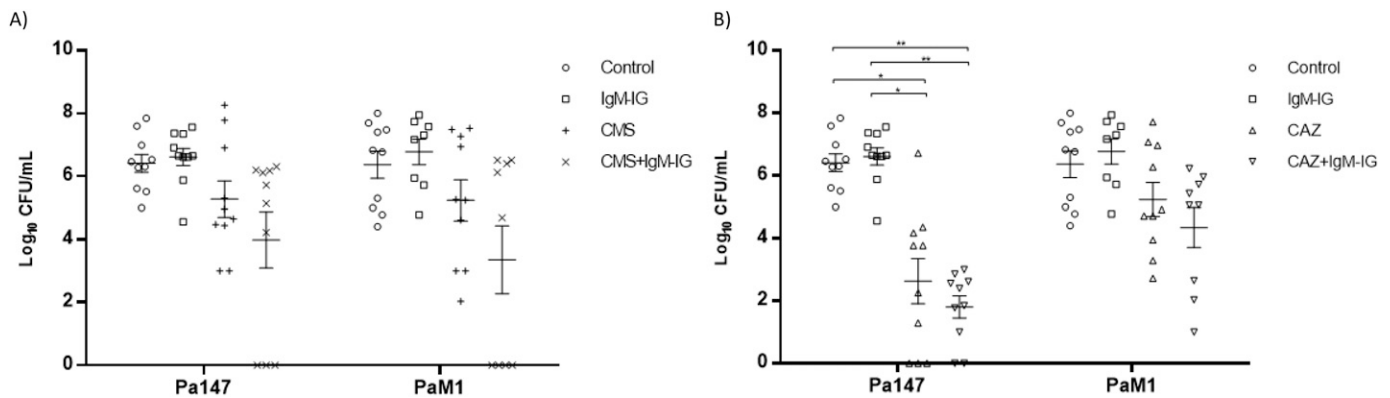 A)
10
8
6
4
2
0
Log10 CFU/mL
Pa147
PaM1
Control
IgM-IG
CMS
CMS+IgM-IG
B)
10
8
6
4
2
0
Log10 CFU/mL
**
**
*
*
Pa147
PaM1
Control
IgM-IG
CAZ
CAZ+IgM-IG